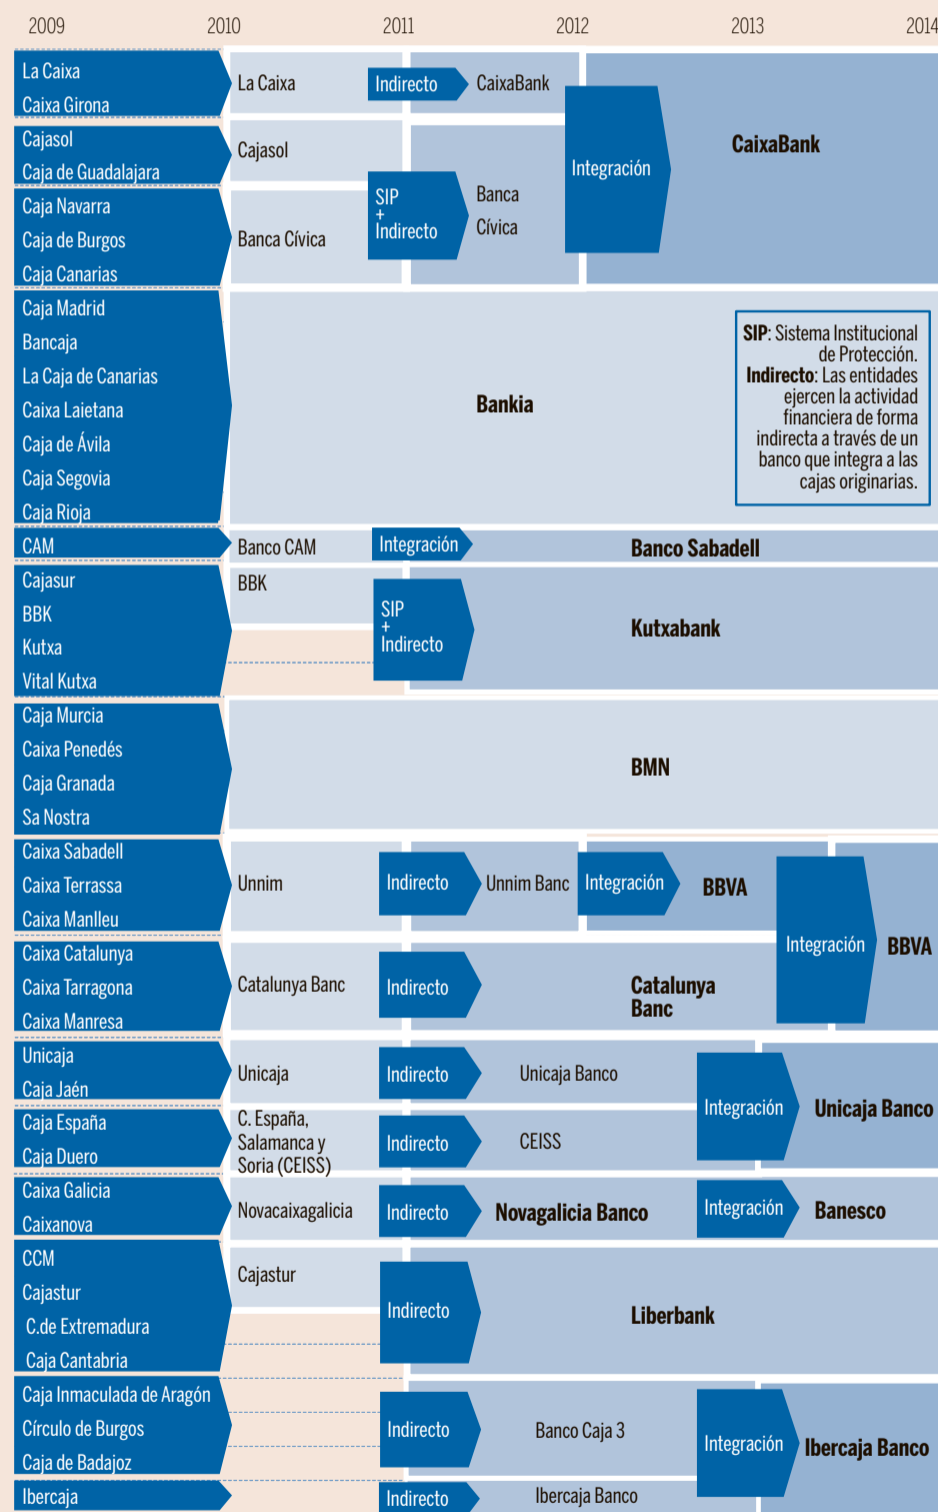 2009 2010 2011 2012 2013 2014
La Caixa
Caixa Girona
La Caixa
Indirecto
CaixaBank
Cajasol
Caja de Guadalajara
Cajasol
Caja Navarra
Caja de Burgos
Caja Canarias
Banca Cívica
SIP
+
Indirecto
Banca
Cívica
Integración
CaixaBank
Caja Madrid
Bancaja
La Caja de Canarias
Caixa Laietana
Caja de Ávila
Caja Segovia
Caja Rioja
Bankia
SIP: Sistema Institucional
de Protección.
Indirecto: Las entidades
ejercen la actividad
financiera de forma
indirecta a través de un
banco que integra a las
cajas originarias.
CAM
Banco CAM
Integración
Banco Sabadell
Cajasur
BBK
Kutxa
Vital Kutxa
BBK
SIP
+
Indirecto
Kutxabank
Caja Murcia
Caixa Penedés
Caja Granada
Sa Nostra
BMN
Caixa Sabadell
Caixa Terrassa
Caixa Manlleu
Unnim
Indirecto
Unnim Banc
Integración
BBVA
Caixa Catalunya
Caixa Tarragona
Caixa Manresa
Catalunya Banc
Indirecto
Catalunya
Banc
Integración
BBVA
Unicaja
Caja Jaén
Unicaja
Indirecto
Unicaja Banco
Caja España
Caja Duero
C. España,
Salamanca y
Soria (CEISS)
Indirecto
CEISS
Integración
Unicaja Banco
Caixa Galicia
Caixanova
Novacaixagalicia
Indirecto
Novagalicia Banco
Integración
Banesco
CCM
Cajastur
C.de Extremadura
Caja Cantabria
Cajastur
Indirecto
Liberbank
Caja Inmaculada de Aragón
Círculo de Burgos
Caja de Badajoz
Indirecto
Banco Caja 3
Ibercaja
Indirecto
Ibercaja Banco
Integración
Ibercaja Banco